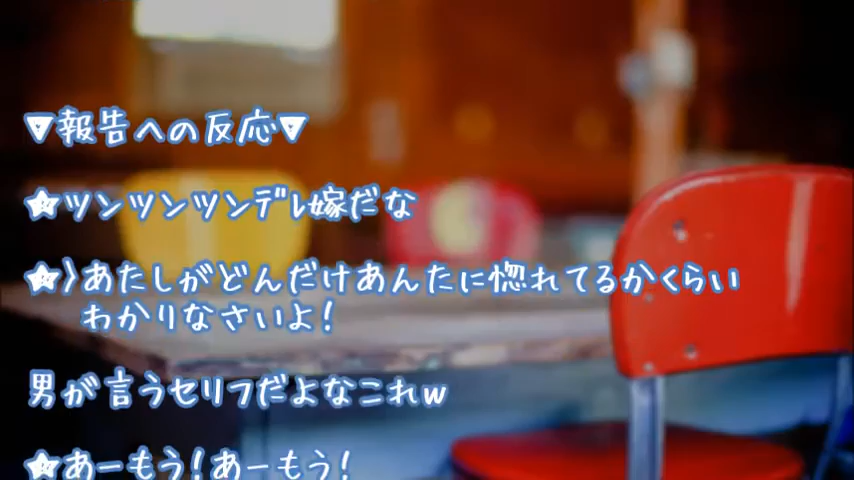 ▼報告への反応▼
★ツンツンツンデレ嫁だな
★>あたしがどんだけあんたに惚れてるかくらい
わかりなさいよ!
男が言うセリフだよなこれw
★あーもう!あーもう!